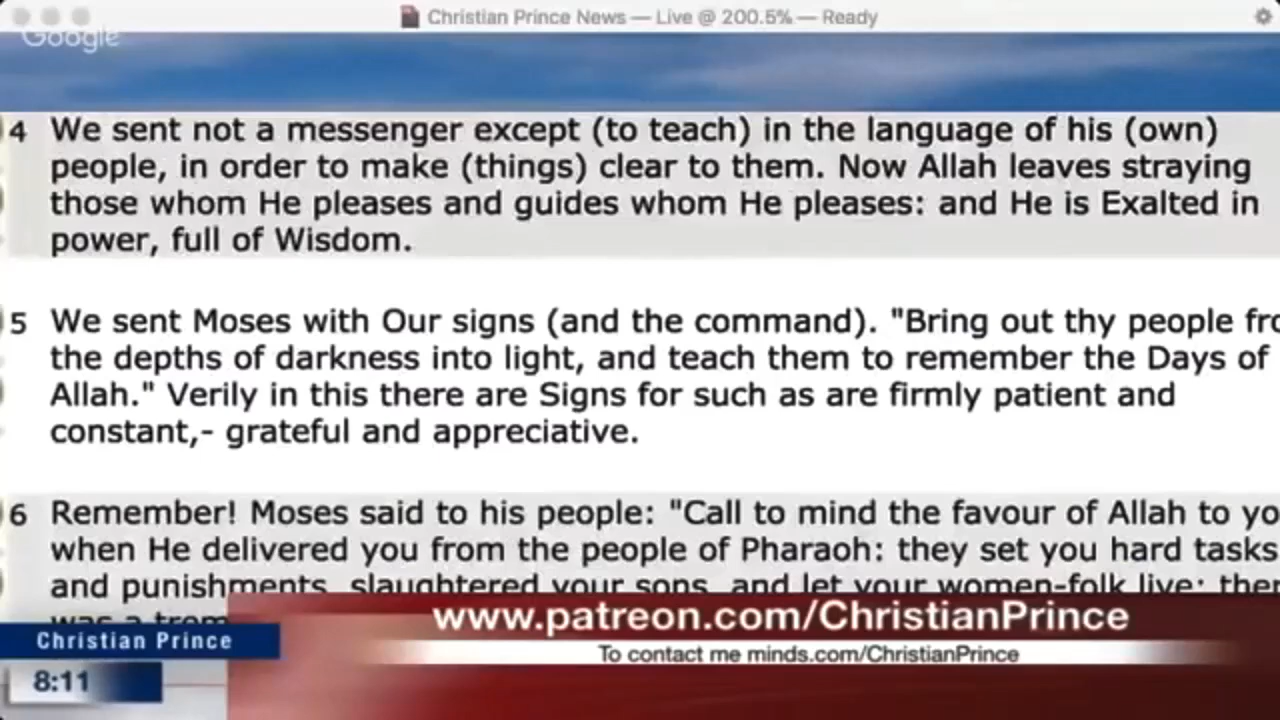 Christian Prince News — Live @ 200.5% — Ready
Google
4 We sent not a messenger except (to teach) in the language of his (own)
people, in order to make (things) clear to them. Now Allah leaves straying
those whom He pleases and guides whom He pleases: and He is Exalted in
power, full of Wisdom.
5 We sent Moses with Our signs (and the command). "Bring out thy people fro
the depths of darkness into light, and teach them to remember the Days of
Allah." Verily in this there are Signs for such as are firmly patient and
constant,- grateful and appreciative.
6 Remember! Moses said to his people: "Call to mind the favour of Allah to yo
when He delivered you from the people of Pharaoh: they set you hard tasks
and punishments, slaughtered your sons, and let your women-folk live: ther
was a trem
www.patreon.com/ChristianPrince
Christian Prince
To contact me minds.com/ChristianPrince
8:11